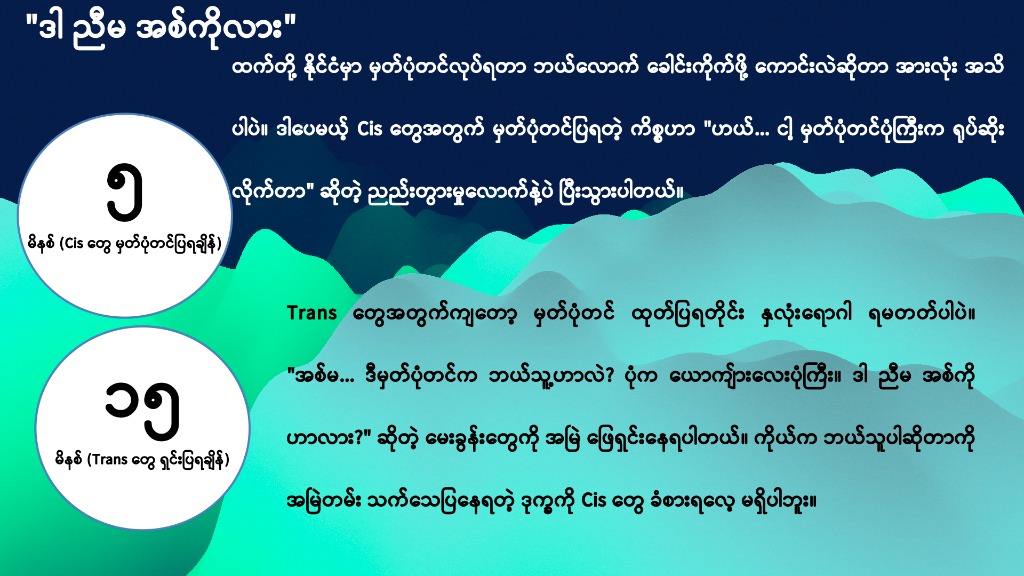 "ဒါ ညီမ အစ်ကိုလား"
ထက်တို့ နိုင်ငံမှာ မှတ်ပုံတင်လုပ်ရတာ ဘယ်လောက် ခေါင်းကိုက်ဖို့ ကောင်းလဲဆိုတာ အားလုံး အသိ
ပါပဲ။ ဒါပေမယ့် Cis တွေအတွက် မှတ်ပုံတင်ပြရတဲ့ ကိစ္စဟာ "ဟယ်... ငါ့ မှတ်ပုံတင်ပုံကြီးက ရုပ်ဆိုး
လိုက်တာ" ဆိုတဲ့ ညည်းတွားမှုလောက်နဲ့ပဲ ပြီးသွားပါတယ်။
၅
မိနစ် (Cis တွေ မှတ်ပုံတင်ပြရချိန်)
Trans တွေအတွက်ကျတော့ မှတ်ပုံတင် ထုတ်ပြရတိုင်း နှလုံးရောဂါ ရမတတ်ပါပဲ။
"အစ်မ... ဒီမှတ်ပုံတင်က ဘယ်သူ့ဟာလဲ? ပုံက ယောကျ်ားလေးပုံကြီး။ ဒါ ညီမ အစ်ကို
ဟာလား?" ဆိုတဲ့ မေးခွန်းတွေကို အမြဲ ဖြေရှင်းနေရပါတယ်။ ကိုယ်က ဘယ်သူပါဆိုတာကို
အမြဲတမ်း သက်သေပြနေရတဲ့ ဒုက္ခကို Cis တွေ ခံစားရလေ့ မရှိပါဘူး။
၁၅
မိနစ် (Trans တွေ ရှင်းပြရချိန်)